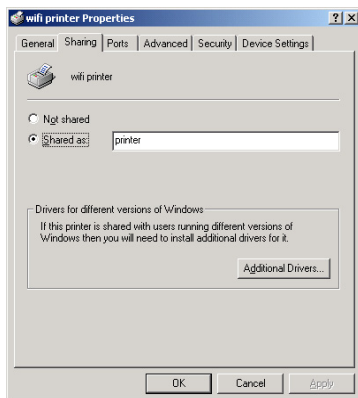 wifi printer Properties
General Sharing Ports Advanced Security Device Settings
wifi printer
Not shared
Shared as: printer
Drivers for different versions of Windows
If this printer is shared with users running different versions of
Windows then you will need to install additional drivers for it.
Additional Drivers...
OK Cancel Apply